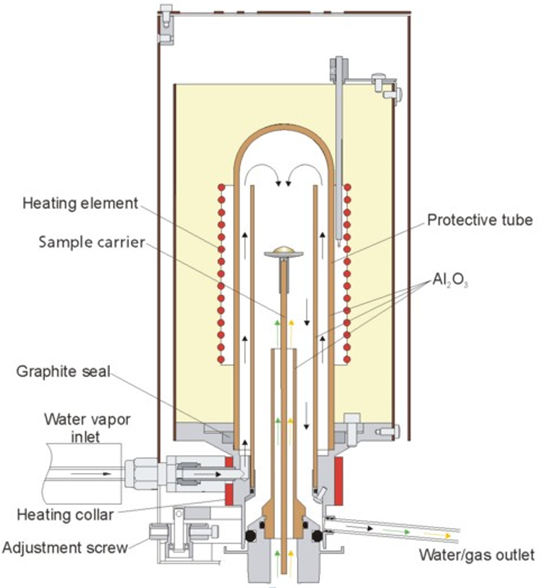 Heating element
Sample carrier
Protective tube
Al₂O₃
Graphite seal
Water vapor
inlet
Heating collar
Adjustment screw
Water/gas outlet